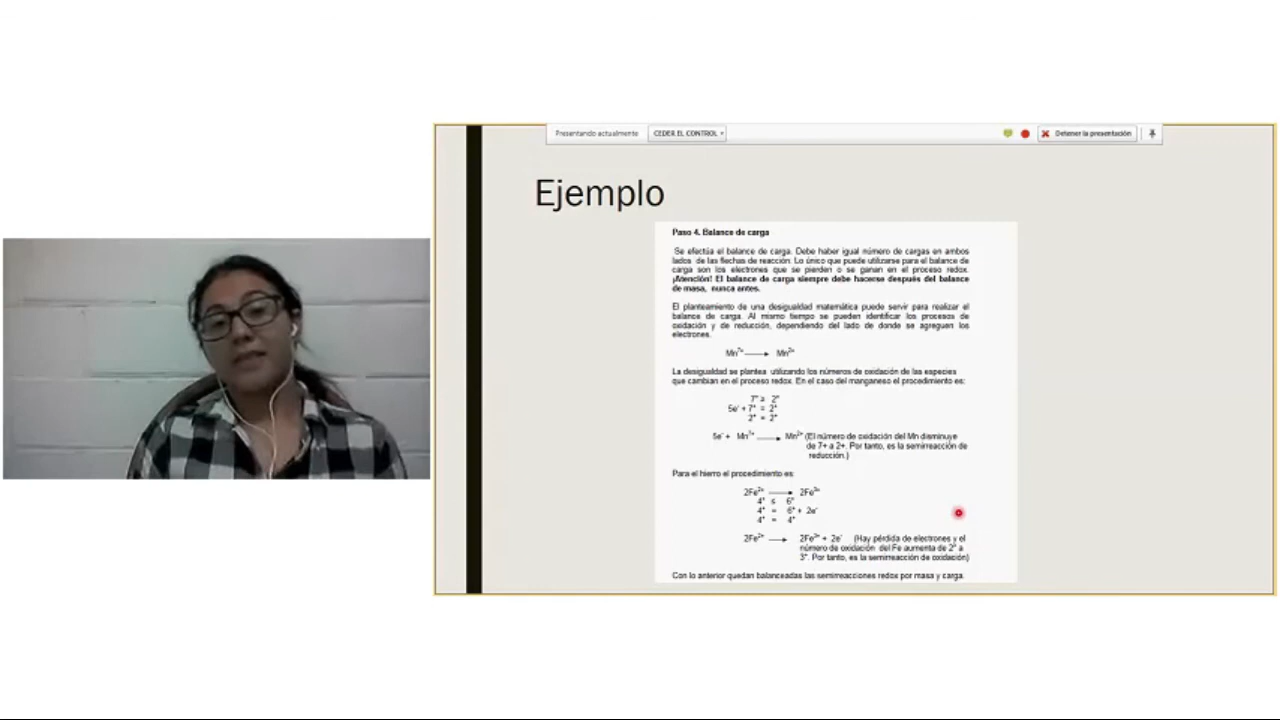 Presentando actualmente CEDER EL CONTROL Detener la presentación
Ejemplo
Paso 4. Balance de carga
Se efectúa el balance de carga. Debe haber igual número de cargas en ambos
lados de las flechas de reacción. Lo único que puede utilizarse para el balance de
carga son los electrones que se pierden o se ganan en el proceso redox.
¡Atención! El balance de carga siempre debe hacerse después del balance
de masa, nunca antes.
El planteamiento de una desigualdad matemática puede servir para realizar el
balance de carga. Al mismo tiempo se pueden identificar los procesos de
oxidación y de reducción, dependiendo del lado de donde se agreguen los
electrones.
Mn⁷⁺ → Mn²⁺
La desigualdad se plantea utilizando los números de oxidación de las especies
que cambian en el proceso redox. En el caso del manganeso el procedimiento es:
7⁺ ≥ 2⁺
5e⁻ + 7⁺ = 2⁺
2⁺ = 2⁺
5e⁻ + Mn⁷⁺ → Mn²⁺ (El número de oxidación del Mn disminuye
de 7+ a 2+. Por tanto, es la semirreacción de
reducción.)
Para el hierro el procedimiento es:
2Fe²⁺ → 2Fe³⁺
4⁺ ≤ 6⁺
4⁺ = 6⁺ + 2e⁻
4⁺ = 4⁺
2Fe²⁺ → 2Fe³⁺ + 2e⁻ (Hay pérdida de electrones y el
número de oxidación del Fe aumenta de 2⁺ a
3⁺. Por tanto, es la semirreacción de oxidación)
Con lo anterior quedan balanceadas las semirreacciones redox por masa y carga.